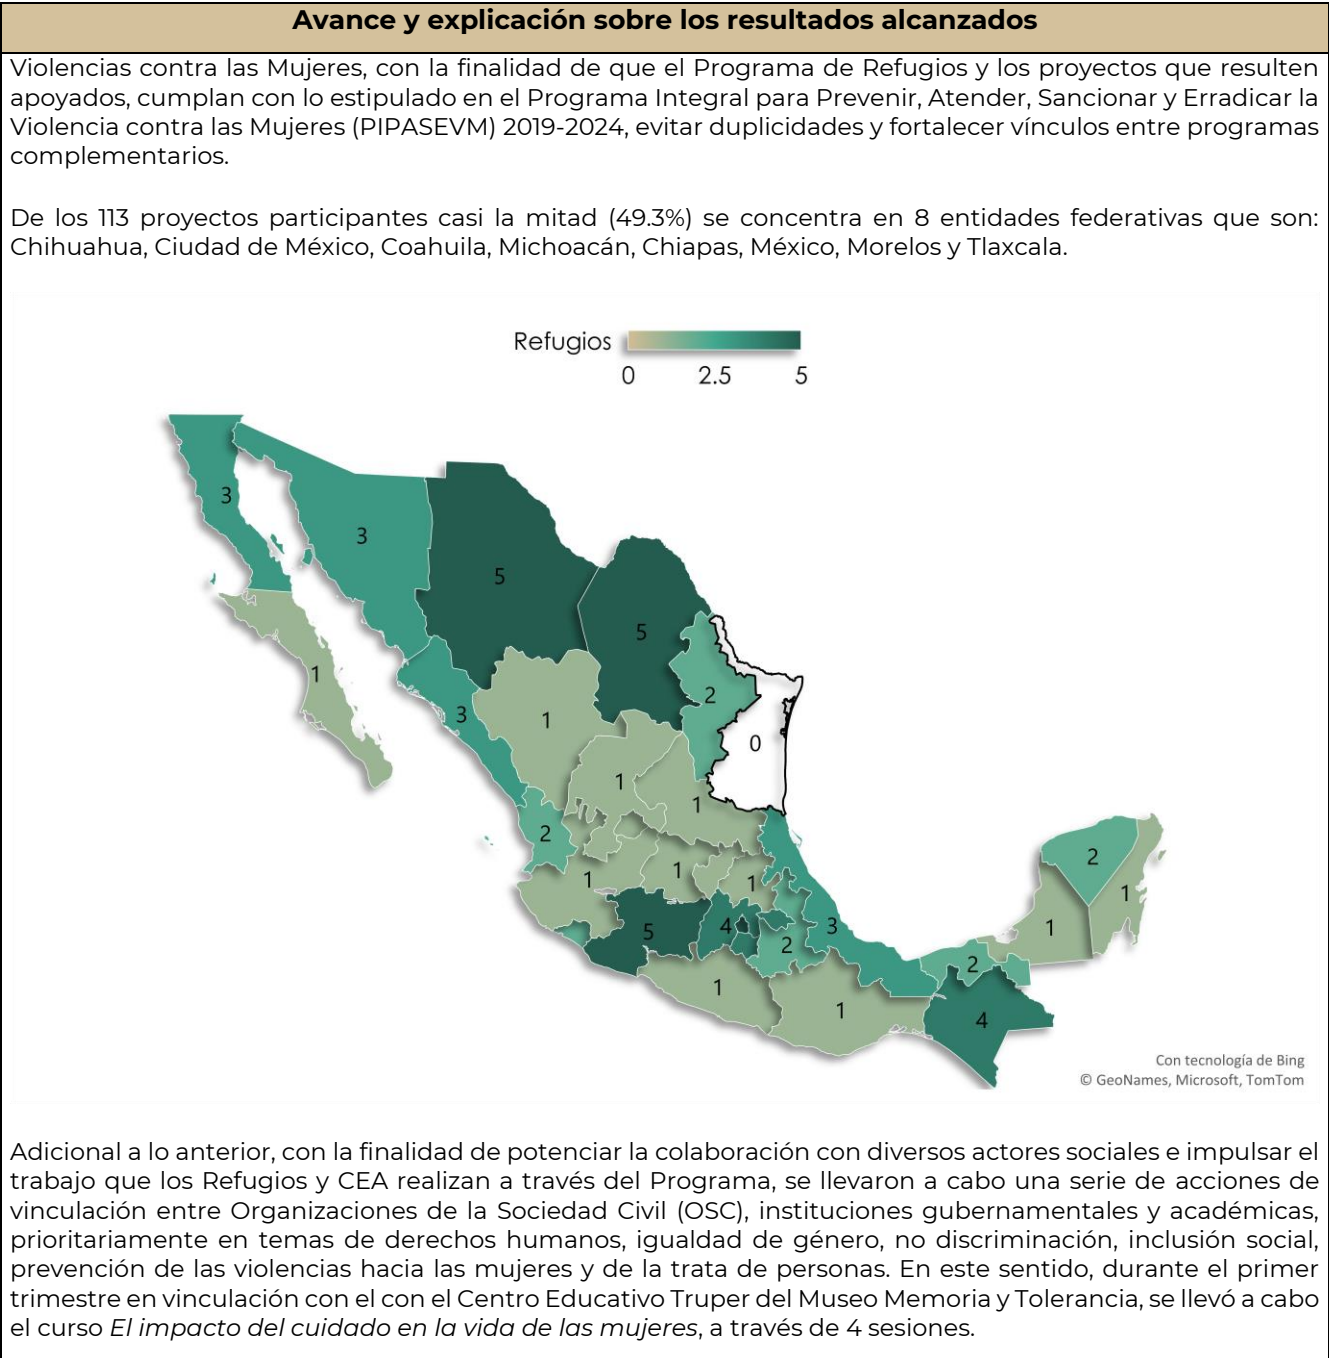 Avance y explicación sobre los resultados alcanzados
Violencias contra las Mujeres, con la finalidad de que el Programa de Refugios y los proyectos que resulten
apoyados, cumplan con lo estipulado en el Programa Integral para Prevenir, Atender, Sancionar y Erradicar la
Violencia contra las Mujeres (PIPASEVM) 2019-2024, evitar duplicidades y fortalecer vínculos entre programas
complementarios.
De los 113 proyectos participantes casi la mitad (49.3%) se concentra en 8 entidades federativas que son:
Chihuahua, Ciudad de México, Coahuila, Michoacán, Chiapas, México, Morelos y Tlaxcala.
Refugios
0 2.5 5
3
3
5
5
1
2
3
1
0
1
1
2
2
1
1
1
1
5
4
3
2
1
2
1
1
4
Con tecnología de Bing
© GeoNames, Microsoft, TomTom
Adicional a lo anterior, con la finalidad de potenciar la colaboración con diversos actores sociales e impulsar el
trabajo que los Refugios y CEA realizan a través del Programa, se llevaron a cabo una serie de acciones de
vinculación entre Organizaciones de la Sociedad Civil (OSC), instituciones gubernamentales y académicas,
prioritariamente en temas de derechos humanos, igualdad de género, no discriminación, inclusión social,
prevención de las violencias hacia las mujeres y de la trata de personas. En este sentido, durante el primer
trimestre en vinculación con el con el Centro Educativo Truper del Museo Memoria y Tolerancia, se llevó a cabo
el curso El impacto del cuidado en la vida de las mujeres, a través de 4 sesiones.